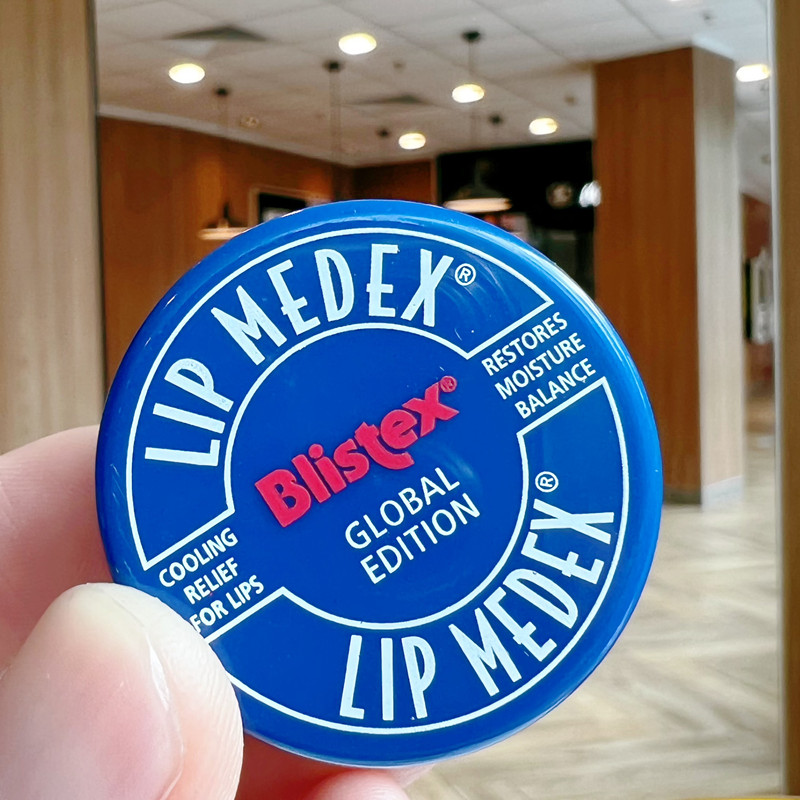 LIP MEDEX®
RESTORES
MOISTURE
BALANCE
Blistex®
GLOBAL
EDITION
COOLING
RELIEF
FOR LIPS
LIP MEDEX®